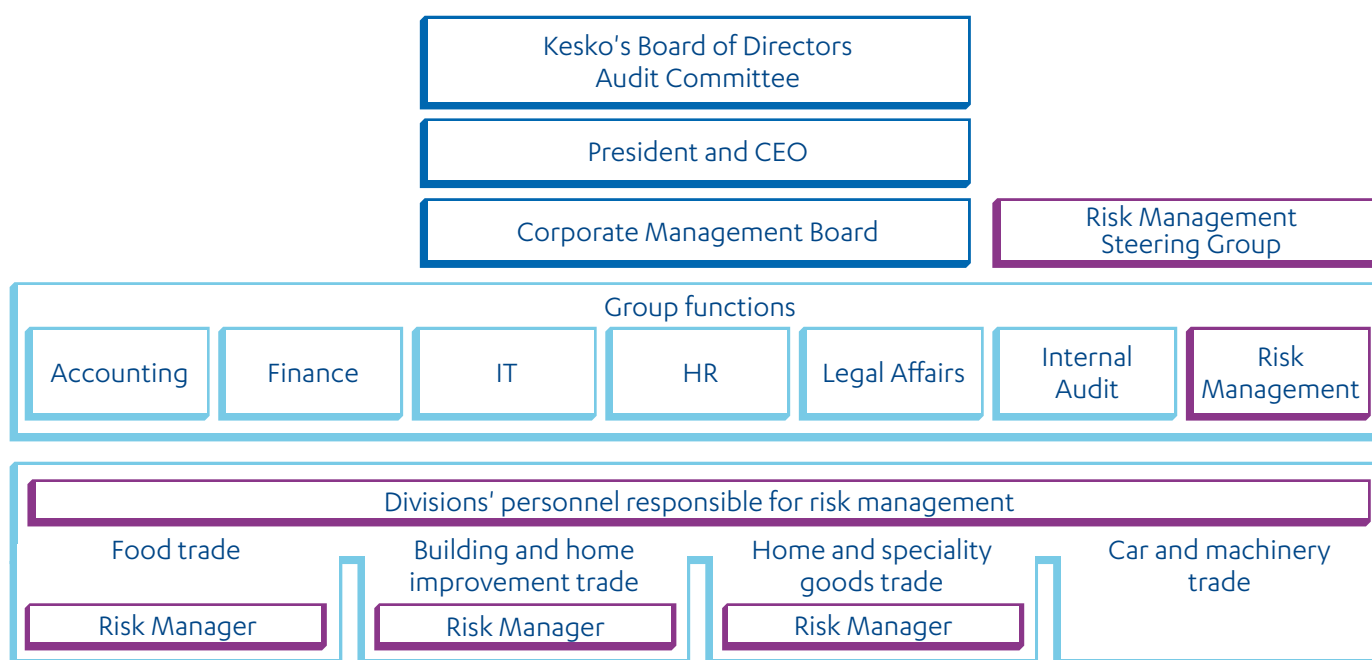 Kesko's Board of Directors
Audit Committee
President and CEO
Corporate Management Board
Risk Management
Steering Group
Group functions
Accounting
Finance
IT
HR
Legal Affairs
Internal
Audit
Risk
Management
Divisions' personnel responsible for risk management
Food trade
Building and home
improvement trade
Home and speciality
goods trade
Car and machinery
trade
Risk Manager
Risk Manager
Risk Manager